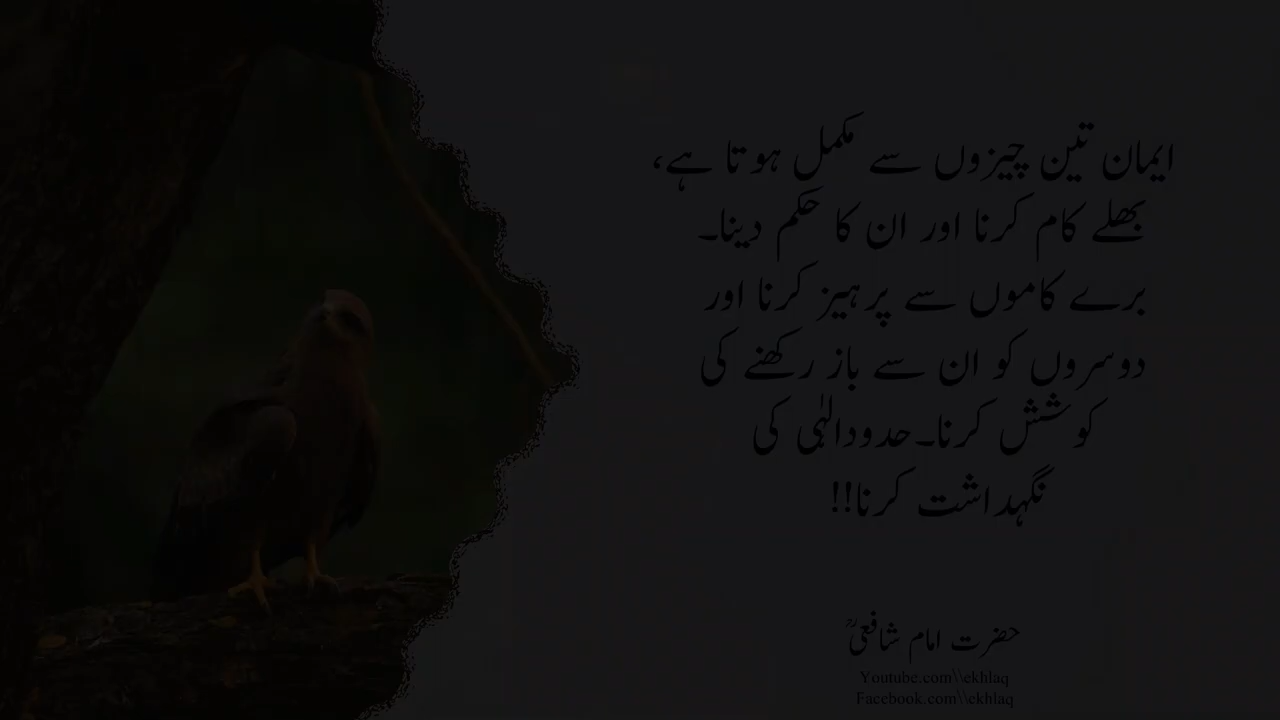 ایمان تین چیزوں سے مکمل ہوتا ہے،
بھلے کام کرنا اور ان کا حکم دینا۔
برے کاموں سے پرہیز کرنا اور
دوسروں کو ان سے باز رکھنے کی
کوشش کرنا۔حدودالٰہی کی
نگہداشت کرنا!!
حضرت امام شافعیؒ
Youtube.com\\ekhlaq
Facebook.com\\ekhlaq